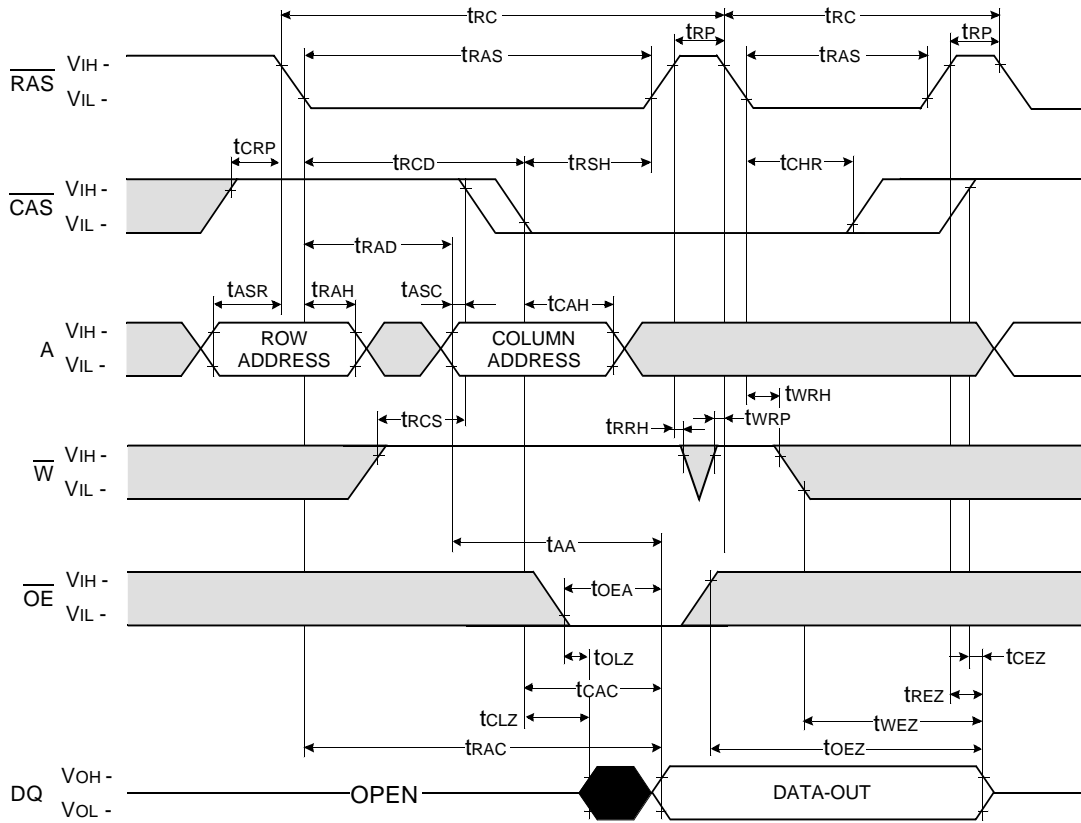 tRC tRC
tRP tRP
tRAS tRAS
RAS VIH -
VIL -
tCRP tRCD tRSH tCHR
CAS VIH -
VIL -
tRAD
tASR tRAH tASC tCAH
A VIH -
VIL -
ROW
ADDRESS
COLUMN
ADDRESS
tWRH
tRCS tRRH tWRP
W VIH -
VIL -
tAA
OE VIH -
VIL -
tOEA
tOLZ tCEZ
tCAC tREZ
tCLZ tWEZ
tRAC tOEZ
DQ VOH -
VOL -
OPEN DATA-OUT